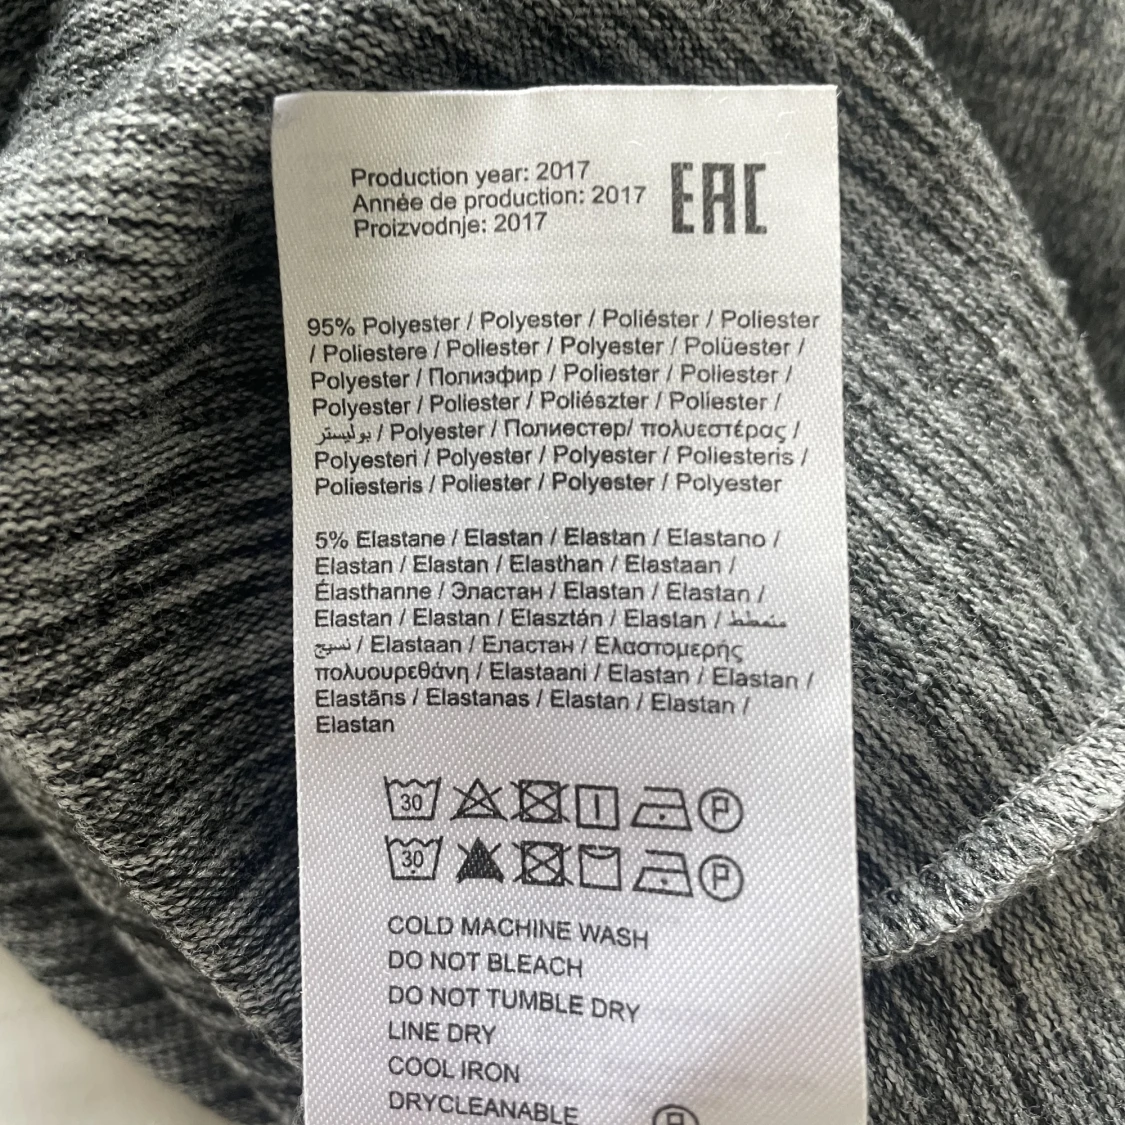 Production year: 2017
Année de production: 2017
Proizvodnje: 2017
EAC
95% Polyester / Polyester / Poliéster / Poliester
/ Poliestere / Poliester / Polyester / Polüester /
Polyester / Полиэфир / Poliester / Poliester /
Polyester / Poliester / Poliészter / Poliester /
بوليستر / Polyester / Полиестер/ πολυεστέρας /
Polyesteri / Polyester / Polyester / Poliesteris /
Poliesteris / Poliester / Polyester / Polyester
5% Elastane / Elastan / Elastan / Elastano /
Elastan / Elastan / Elasthan / Elastaan /
Élasthanne / Эластан / Elastan / Elastan /
Elastan / Elastan / Elasztán / Elastan / متمطط
نسيج / Elastaan / Еластан / Ελαστομερής
πολυουρεθάνη / Elastaani / Elastan / Elastan /
Elastāns / Elastanas / Elastan / Elastan /
Elastan
30 P
30 P
COLD MACHINE WASH
DO NOT BLEACH
DO NOT TUMBLE DRY
LINE DRY
COOL IRON
DRYCLEANABLE